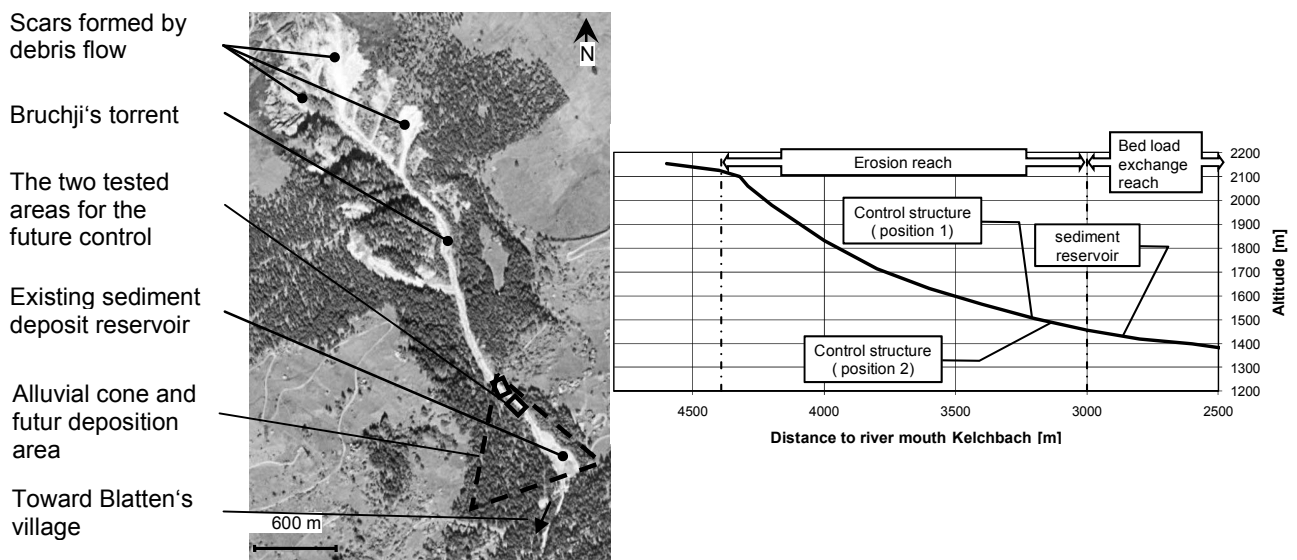 Scars formed by
debris flow
Bruchji‘s torrent
The two tested
areas for the
future control
Existing sediment
deposit reservoir
Alluvial cone and
futur deposition
area
Toward Blatten‘s
village
N
600 m
Erosion reach
Bed load
exchange
reach
Control structure
( position 1)
sediment
reservoir
Control structure
( position 2)
2200
2100
2000
1900
1800
1700
1600
1500
1400
1300
1200
Altitude [m]
4500
4000
3500
3000
2500
Distance to river mouth Kelchbach [m]